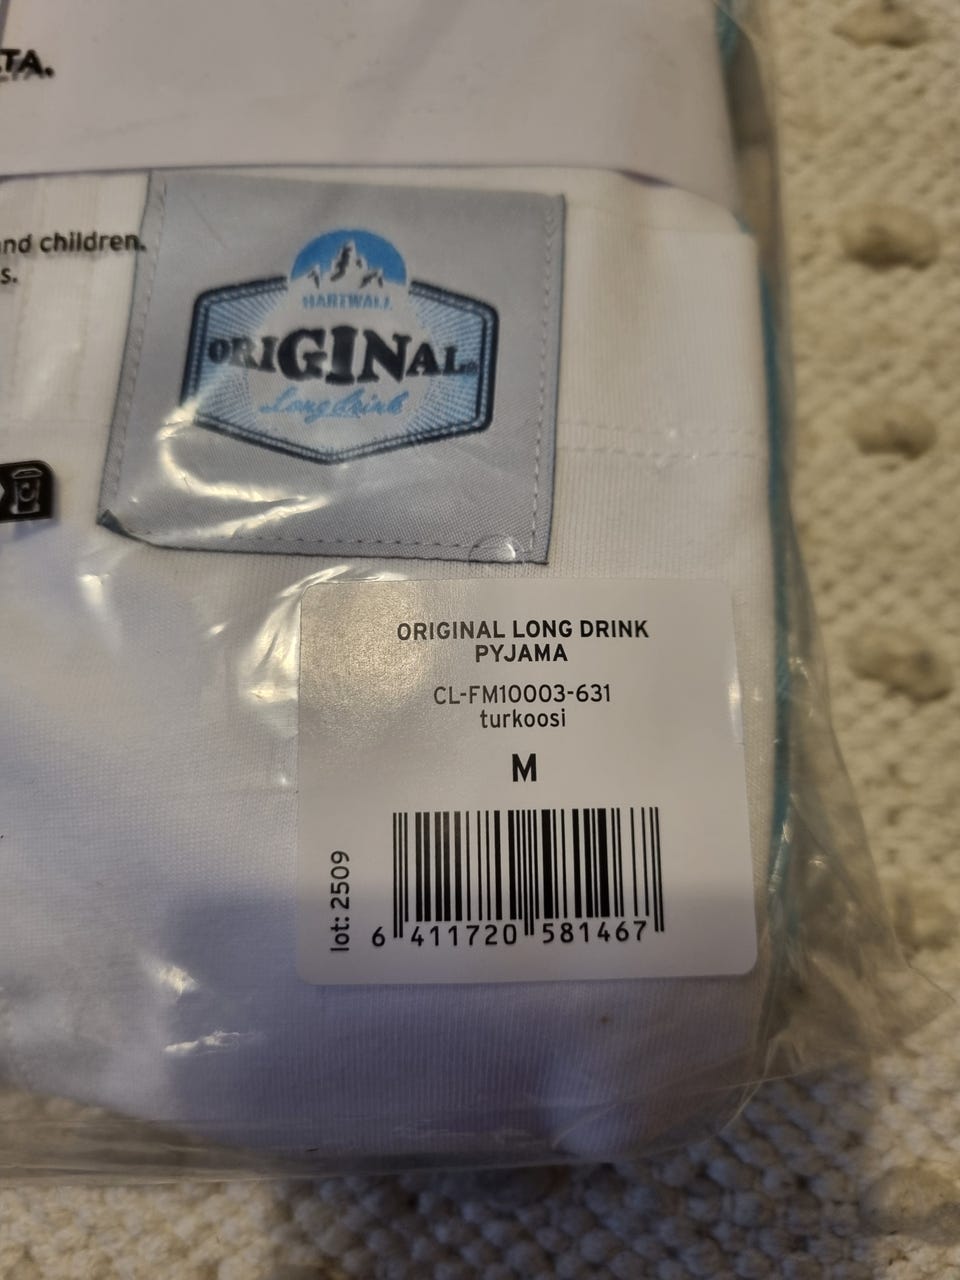 TA.
nd children.
s.
HARTWALL
ORIGINAL
Long drink
ORIGINAL LONG DRINK
PYJAMA
CL-FM10003-631
turkoosi
M
lot: 2509
6 411720 581467